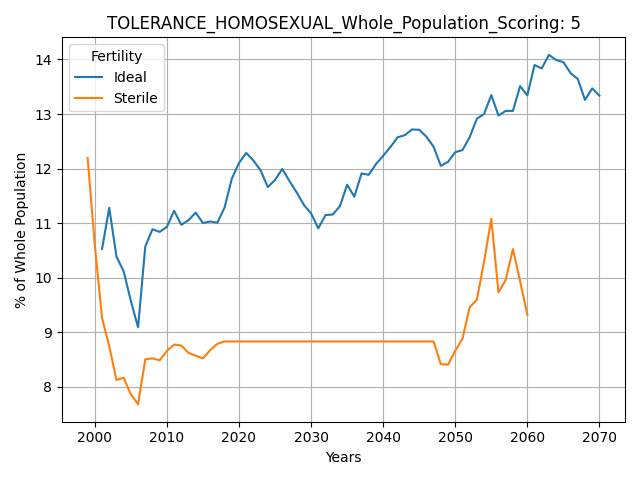 TOLERANCE_HOMOSEXUAL_Whole_Population_Scoring: 5
Fertility
Ideal
Sterile
% of Whole Population
14
13
12
11
10
9
8
2000 2010 2020 2030 2040 2050 2060 2070
Years